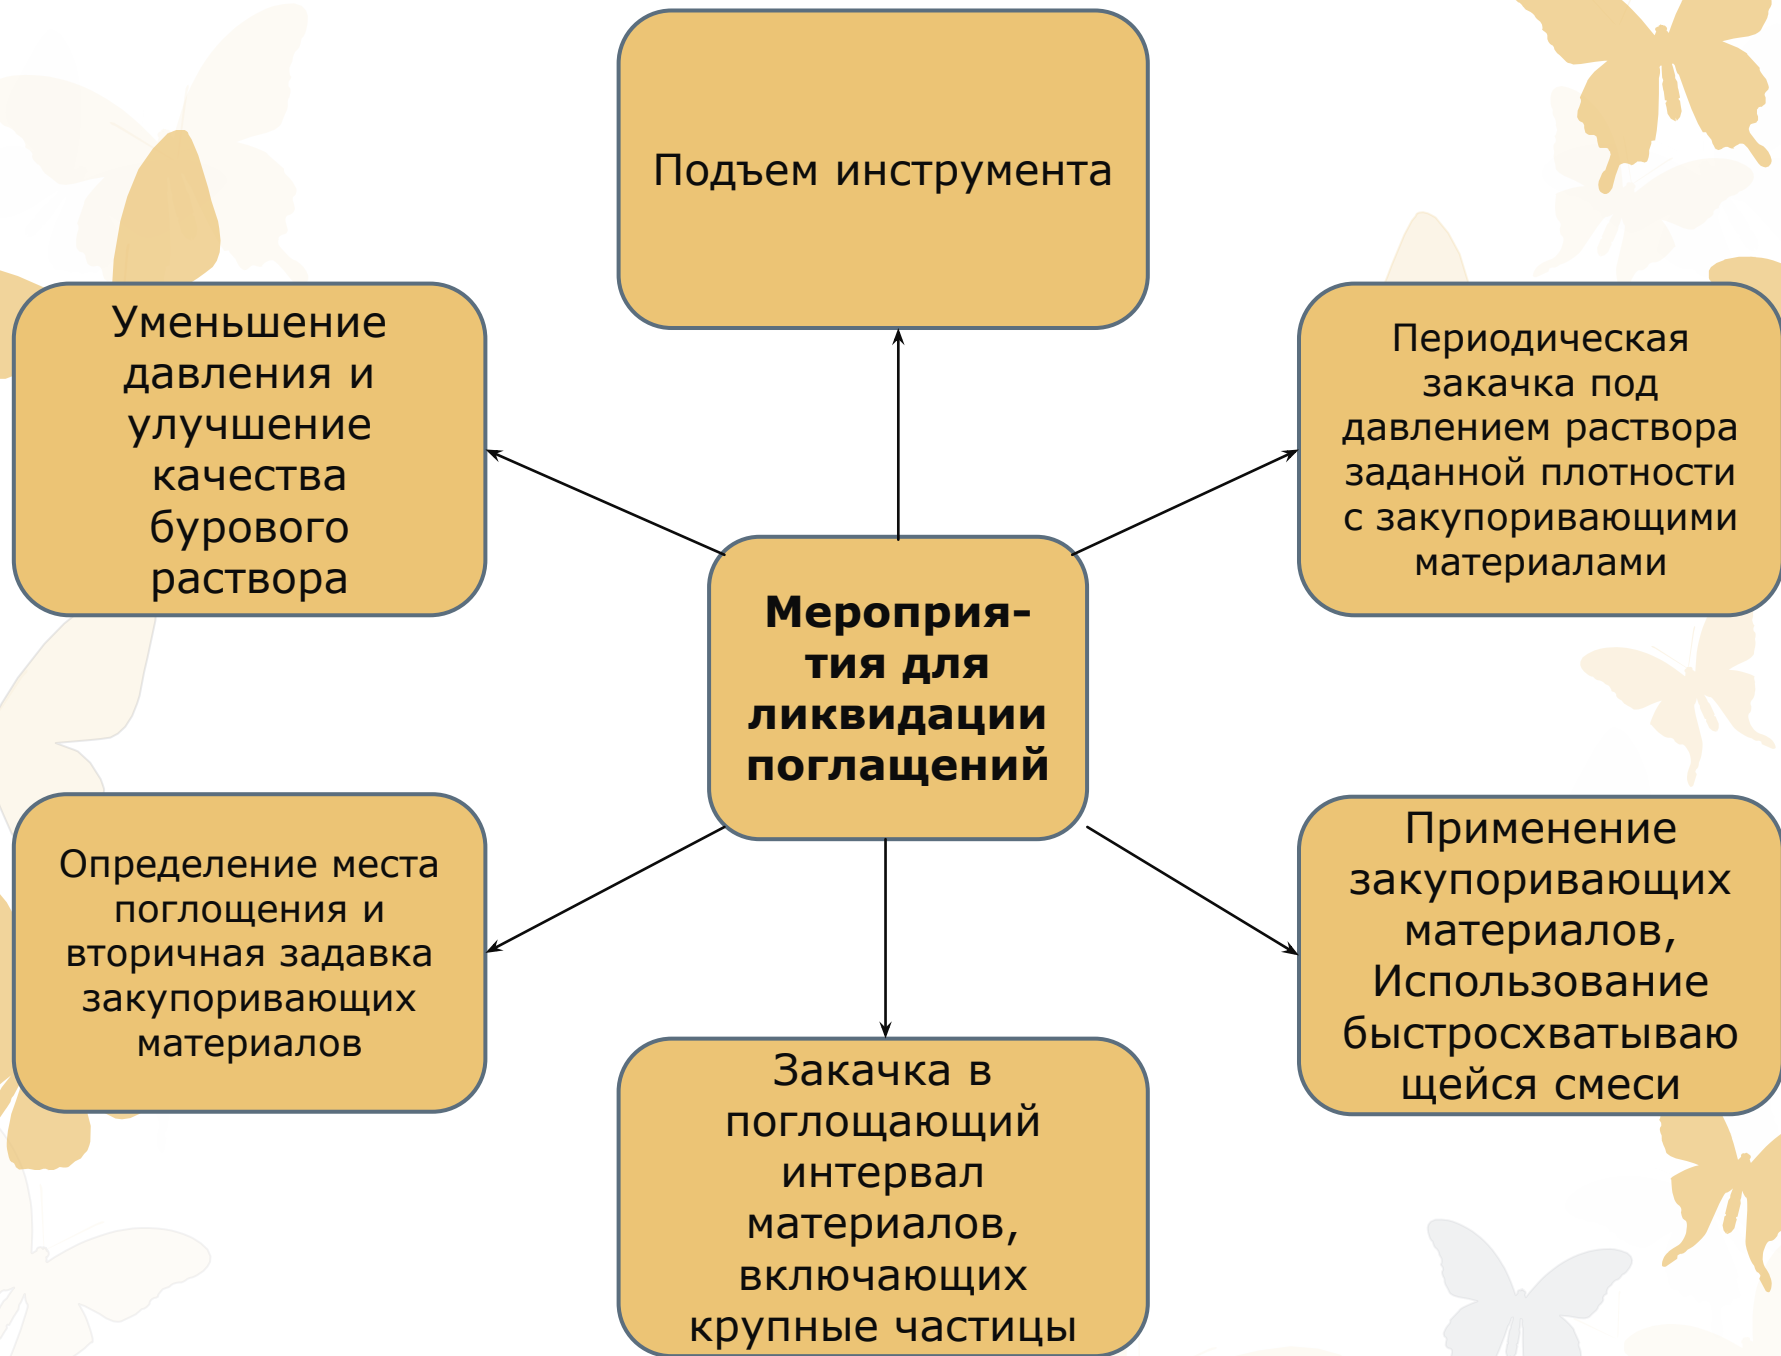 Подъем инструмента
Уменьшение
давления и
улучшение
качества
бурового
раствора
Периодическая
закачка под
давлением раствора
заданной плотности
с закупоривающими
материалами
Мероприя–
тия для
ликвидации
поглащений
Определение места
поглощения и
вторичная задавка
закупоривающих
материалов
Применение
закупоривающих
материалов,
Использование
быстросхватываю
щейся смеси
Закачка в
поглощающий
интервал
материалов,
включающих
крупные частицы